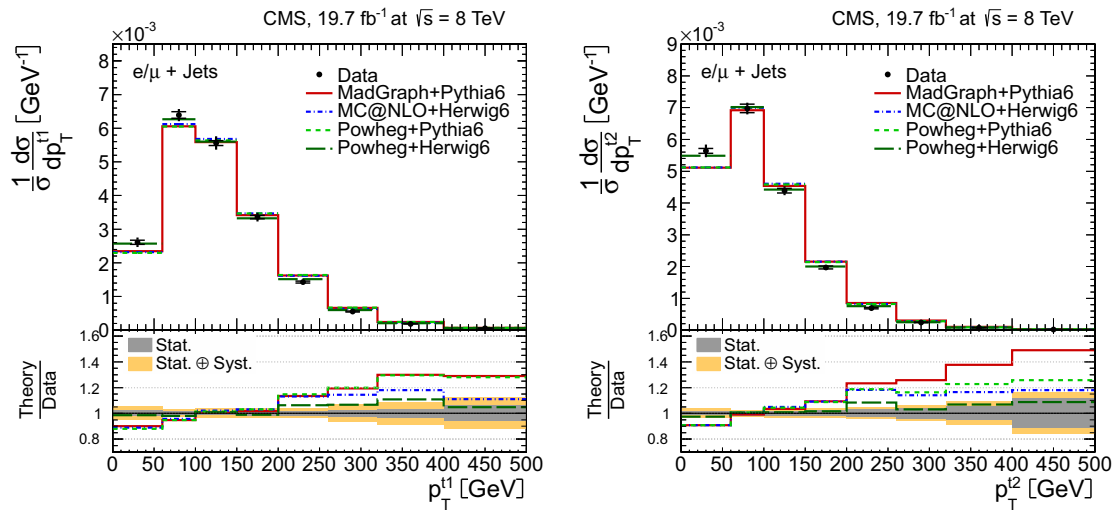 CMS, 19.7 fb⁻¹ at √s = 8 TeV
×10⁻³
e/μ + Jets
Data
MadGraph+Pythia6
MC@NLO+Herwig6
Powheg+Pythia6
Powheg+Herwig6
1/σ dσ/dp_T^t1 [GeV⁻¹]
8
7
6
5
4
3
2
1
0
Stat.
Stat. ⊕ Syst.
Theory
Data
1.6
1.4
1.2
1
0.8
0 50 100 150 200 250 300 350 400 450 500
p_T^t1 [GeV]
CMS, 19.7 fb⁻¹ at √s = 8 TeV
×10⁻³
e/μ + Jets
Data
MadGraph+Pythia6
MC@NLO+Herwig6
Powheg+Pythia6
Powheg+Herwig6
1/σ dσ/dp_T^t2 [GeV⁻¹]
9
8
7
6
5
4
3
2
1
0
Stat.
Stat. ⊕ Syst.
Theory
Data
1.6
1.4
1.2
1
0.8
0 50 100 150 200 250 300 350 400 450 500
p_T^t2 [GeV]